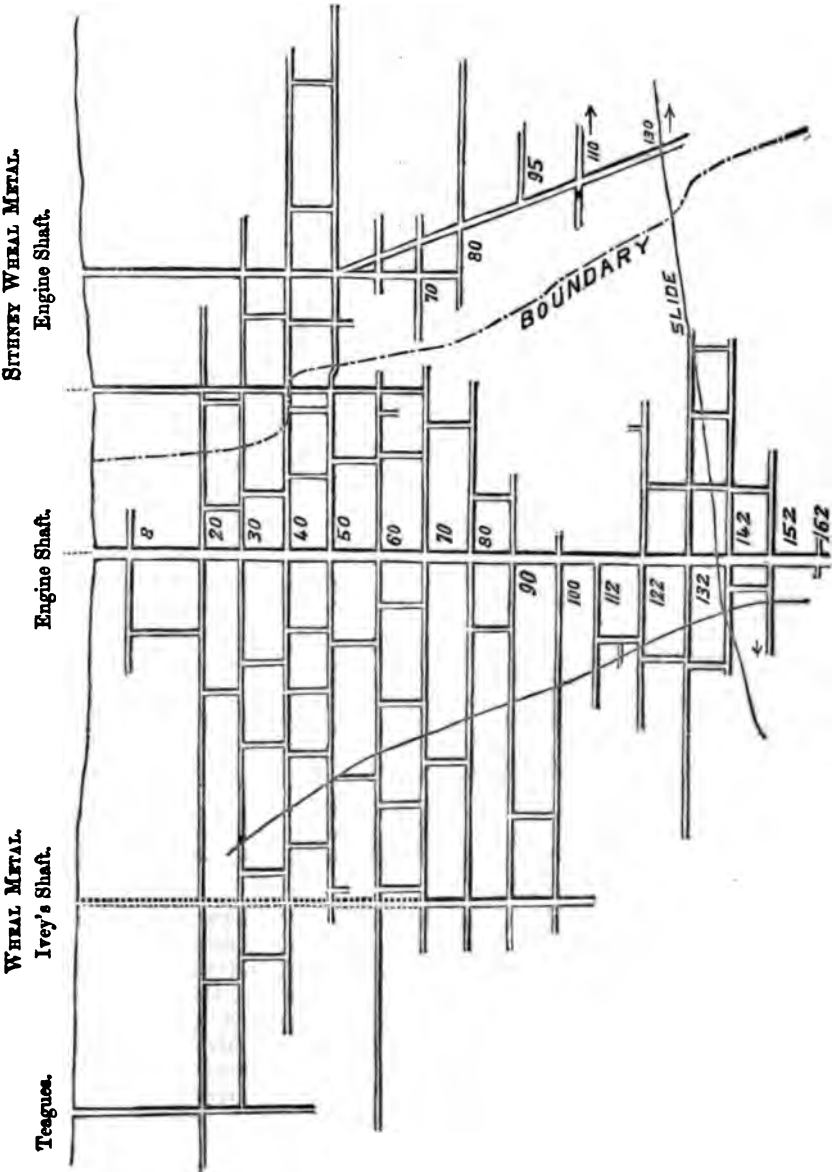 WHEAL METAL.
SITHNEY WHEAL METAL.
Teagues.
Ivey's Shaft.
Engine Shaft.
Engine Shaft.
8
20
30
40
50
60
70
80
90
100
112
122
132
142
152
162
70
80
95
110
130
BOUNDARY
SLIDE